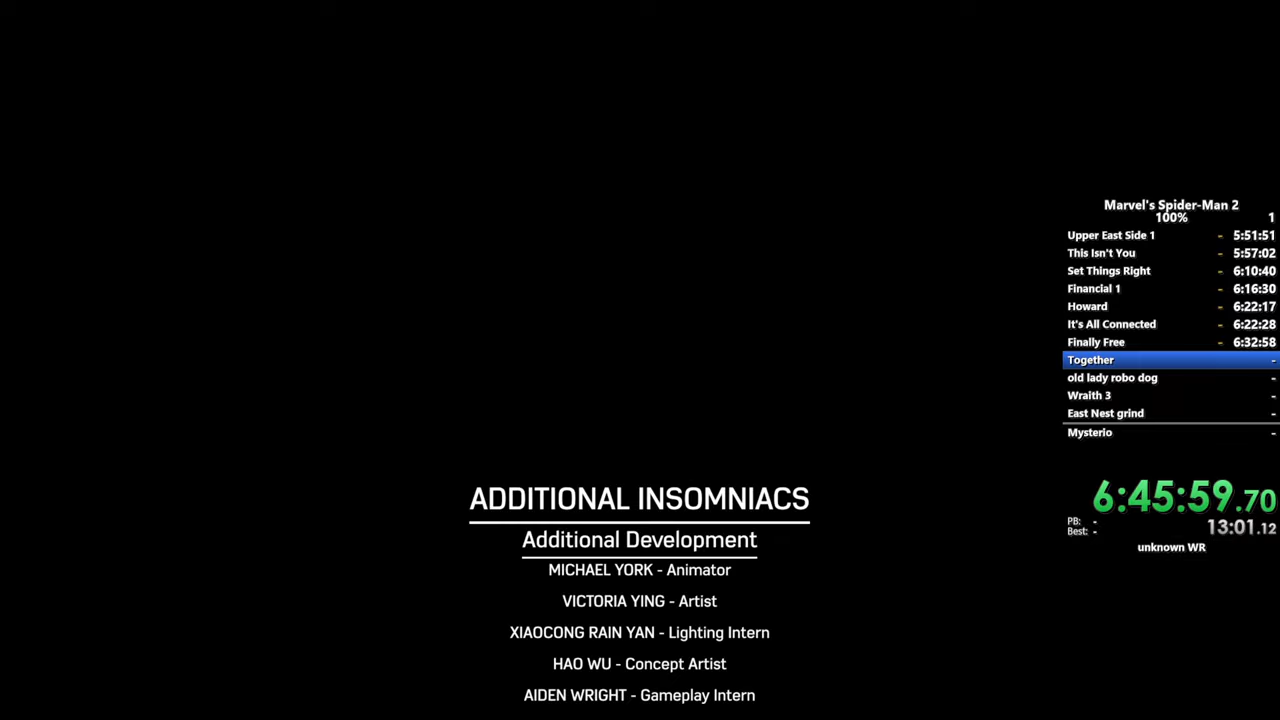 ADDITIONAL INSOMNIACS
Additional Development
MICHAEL YORK - Animator
VICTORIA YING - Artist
XIAOCONG RAIN YAN - Lighting Intern
HAO WU - Concept Artist
AIDEN WRIGHT - Gameplay Intern
Marvel's Spider-Man 2
100% 1
Upper East Side 1 - 5:51:51
This Isn't You - 5:57:02
Set Things Right - 6:10:40
Financial 1 - 6:16:30
Howard - 6:22:17
It's All Connected - 6:22:28
Finally Free - 6:32:58
Together -
old lady robo dog -
Wraith 3 -
East Nest grind -
Mysterio -
6:45:59.70
PB: - 13:01.12
Best: -
unknown WR